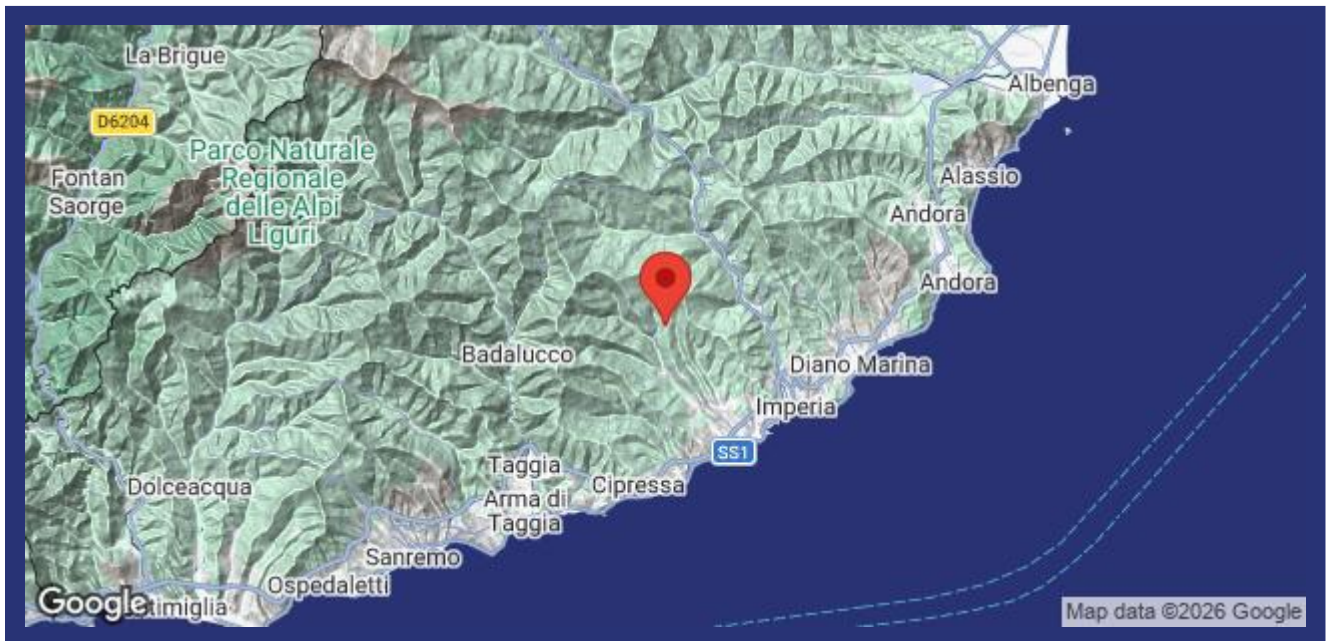 La Brigue
Albenga
D6204
Parco Naturale
Regionale
delle Alpi
Liguri
Fontan
Saorge
Alassio
Andora
Andora
Badalucco
Diano Marina
Imperia
SS1
Taggia
Cipressa
Dolceacqua
Arma di
Taggia
Sanremo
Ospedaletti
Google
timiglia
Map data ©2026 Google